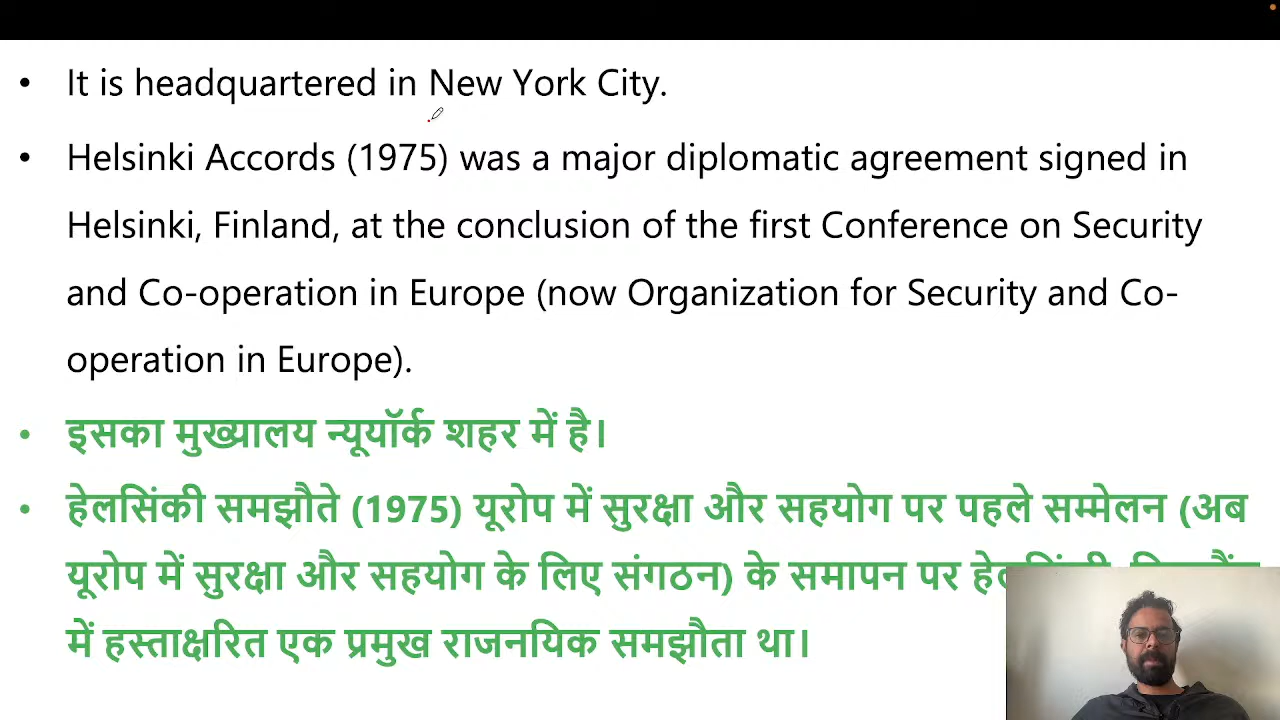 • It is headquartered in New York City.
• Helsinki Accords (1975) was a major diplomatic agreement signed in
Helsinki, Finland, at the conclusion of the first Conference on Security
and Co-operation in Europe (now Organization for Security and Co-
operation in Europe).
• इसका मुख्यालय न्यूयॉर्क शहर में है।
• हेलसिंकी समझौते (1975) यूरोप में सुरक्षा और सहयोग पर पहले सम्मेलन (अब
यूरोप में सुरक्षा और सहयोग के लिए संगठन) के समापन पर
में हस्ताक्षरित एक प्रमुख राजनयिक समझौता था।